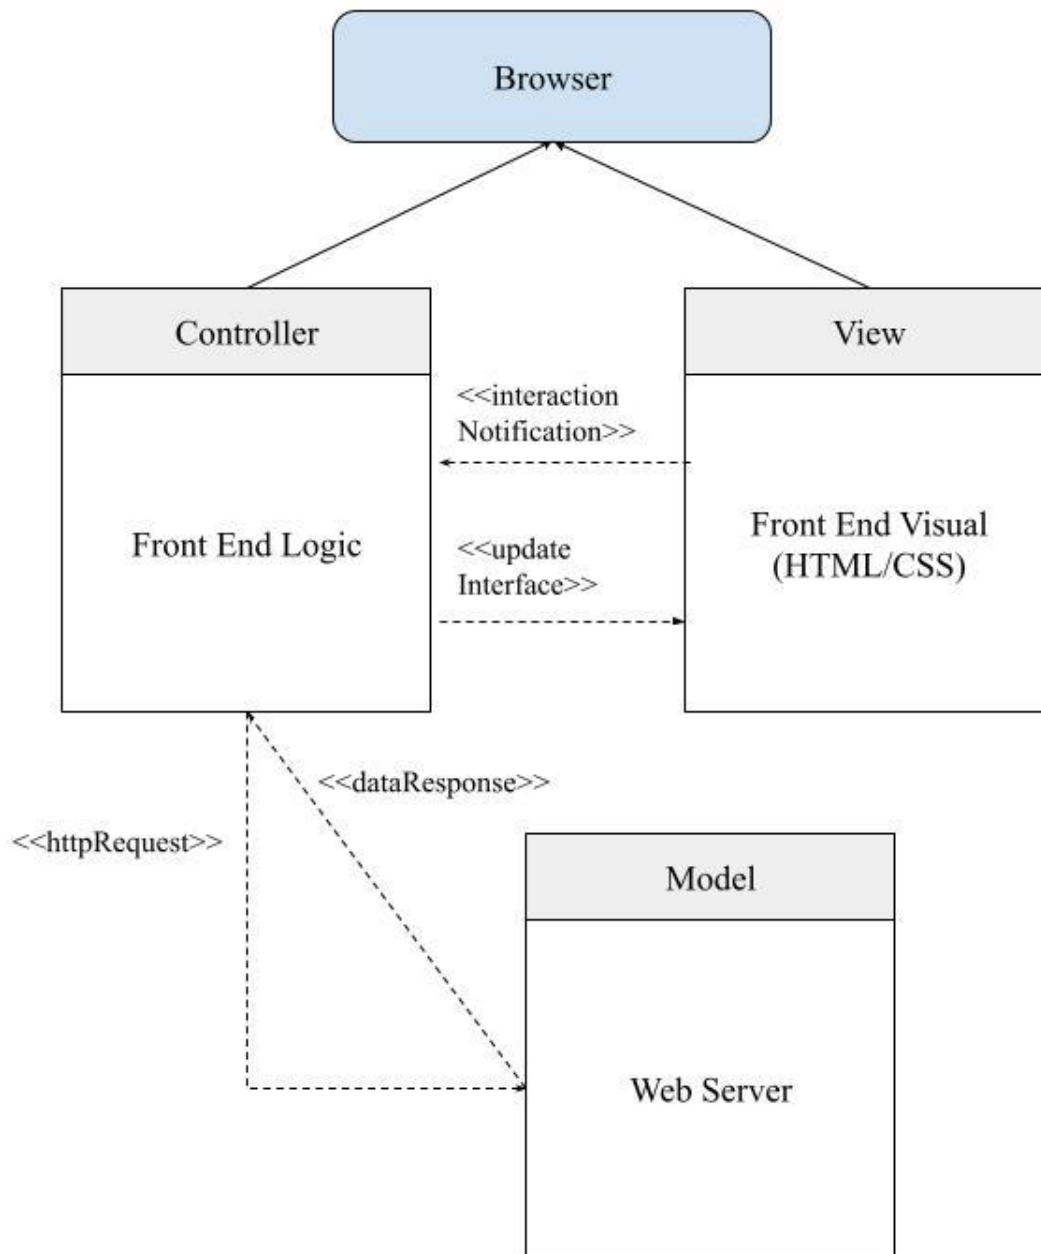 Browser
Controller
View
<<interaction
Notification>>
Front End Logic
<<update
Interface>>
Front End Visual
(HTML/CSS)
<<dataResponse>>
<<httpRequest>>
Model
Web Server